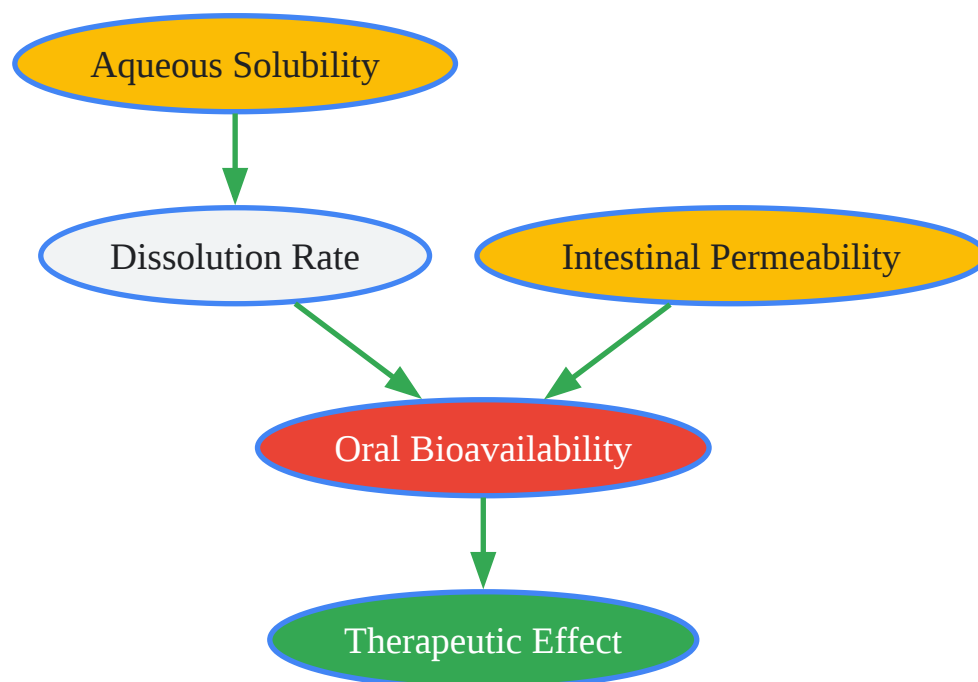 Aqueous Solubility
Dissolution Rate
Intestinal Permeability
Oral Bioavailability
Therapeutic Effect